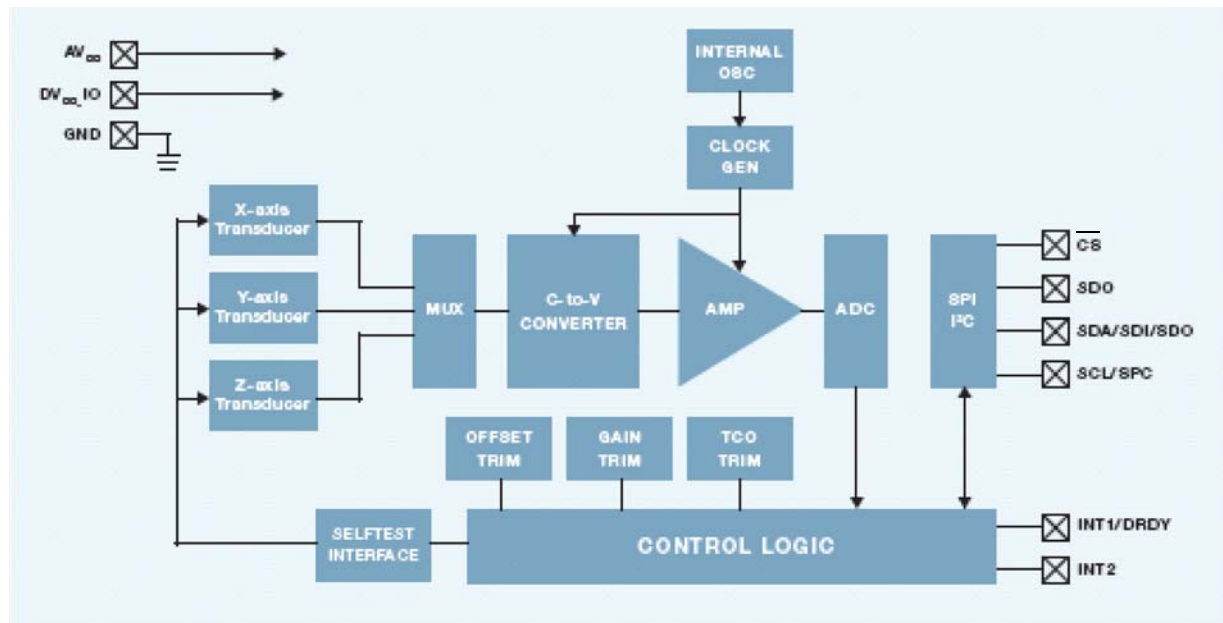 AVDD
DVDD_IO
GND
INTERNAL
OSC
CLOCK
GEN
X-axis
Transducer
Y-axis
Transducer
Z-axis
Transducer
MUX
C-to-V
CONVERTER
AMP
ADC
SPI
I²C
CS
SDO
SDA/SDI/SDO
SCL/SPC
OFFSET
TRIM
GAIN
TRIM
TCO
TRIM
SELFTEST
INTERFACE
CONTROL LOGIC
INT1/DRDY
INT2